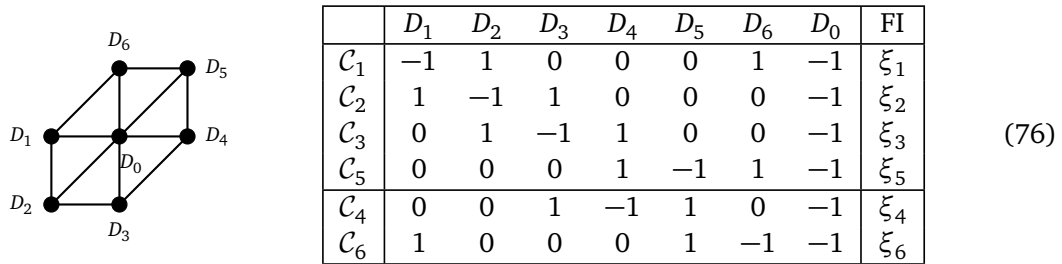 D₆
D₅
D₁
D₄
D₀
D₂
D₃
D₁ D₂ D₃ D₄ D₅ D₆ D₀ FI
𝒞₁ −1 1 0 0 0 1 −1 ξ₁
𝒞₂ 1 −1 1 0 0 0 −1 ξ₂
𝒞₃ 0 1 −1 1 0 0 −1 ξ₃
𝒞₅ 0 0 0 1 −1 1 −1 ξ₅
𝒞₄ 0 0 1 −1 1 0 −1 ξ₄
𝒞₆ 1 0 0 0 1 −1 −1 ξ₆
(76)